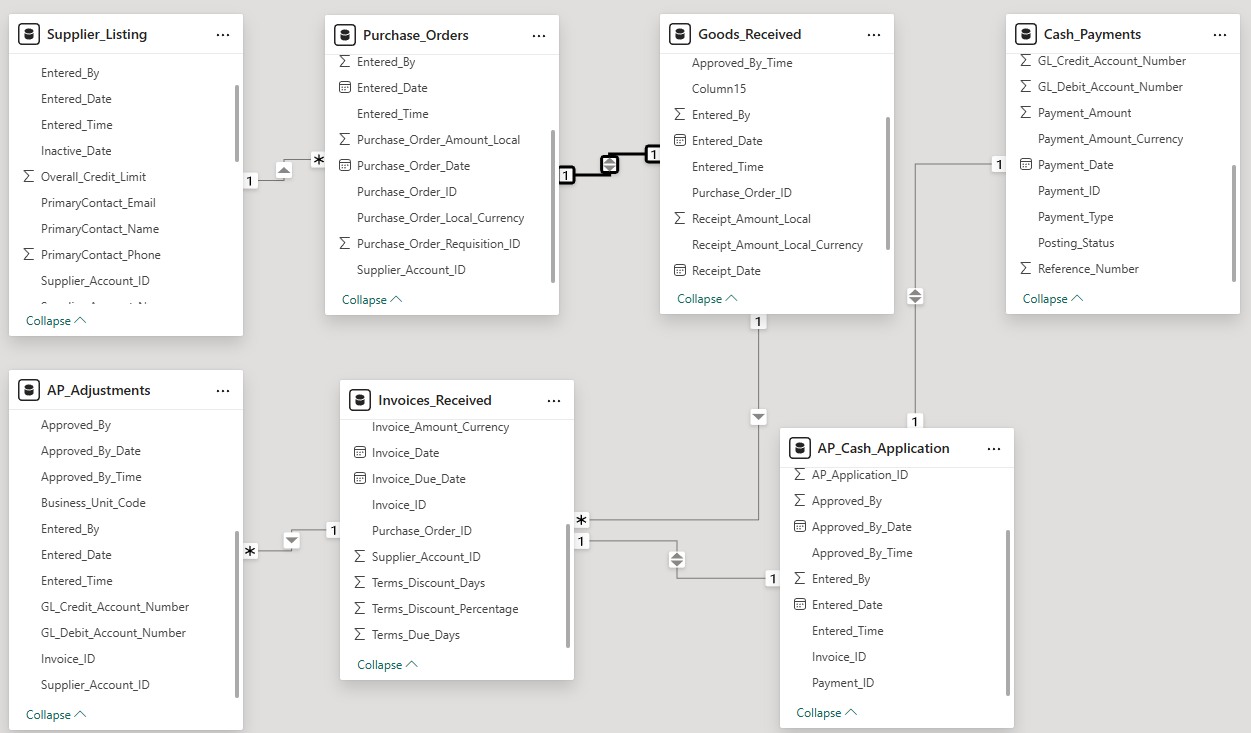 Supplier_Listing
...
Entered_By
Entered_Date
Entered_Time
Inactive_Date
Overall_Credit_Limit
PrimaryContact_Email
PrimaryContact_Name
PrimaryContact_Phone
Supplier_Account_ID
Collapse
1
*
Purchase_Orders
...
Entered_By
Entered_Date
Entered_Time
Purchase_Order_Amount_Local
Purchase_Order_Date
Purchase_Order_ID
Purchase_Order_Local_Currency
Purchase_Order_Requisition_ID
Supplier_Account_ID
Collapse
1
1
Goods_Received
...
Approved_By_Time
Column15
Entered_By
Entered_Date
Entered_Time
Purchase_Order_ID
Receipt_Amount_Local
Receipt_Amount_Local_Currency
Receipt_Date
Collapse
1
1
Cash_Payments
...
GL_Credit_Account_Number
GL_Debit_Account_Number
Payment_Amount
Payment_Amount_Currency
Payment_Date
Payment_ID
Payment_Type
Posting_Status
Reference_Number
Collapse
AP_Adjustments
...
Approved_By
Approved_By_Date
Approved_By_Time
Business_Unit_Code
Entered_By
Entered_Date
Entered_Time
GL_Credit_Account_Number
GL_Debit_Account_Number
Invoice_ID
Supplier_Account_ID
Collapse
*
1
Invoices_Received
...
Invoice_Amount_Currency
Invoice_Date
Invoice_Due_Date
Invoice_ID
Purchase_Order_ID
Supplier_Account_ID
Terms_Discount_Days
Terms_Discount_Percentage
Terms_Due_Days
Collapse
*
1
1
1
AP_Cash_Application
...
AP_Application_ID
Approved_By
Approved_By_Date
Approved_By_Time
Entered_By
Entered_Date
Entered_Time
Invoice_ID
Payment_ID
Collapse